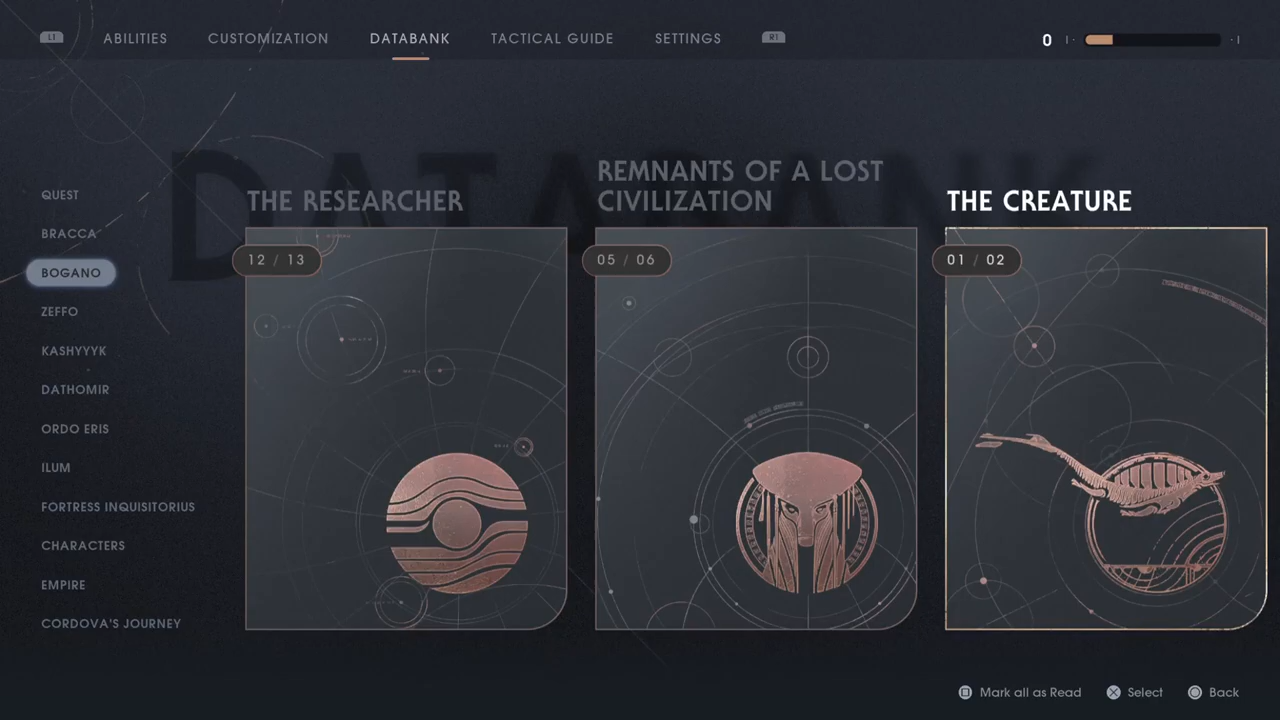 L1
ABILITIES
CUSTOMIZATION
DATABANK
TACTICAL GUIDE
SETTINGS
R1
0
DATABANK
QUEST
BRACCA
BOGANO
ZEFFO
KASHYYYK
DATHOMIR
ORDO ERIS
ILUM
FORTRESS INQUISITORIUS
CHARACTERS
EMPIRE
CORDOVA'S JOURNEY
THE RESEARCHER
12 / 13
REMNANTS OF A LOST
CIVILIZATION
05 / 06
THE CREATURE
01 / 02
Mark all as Read
Select
Back